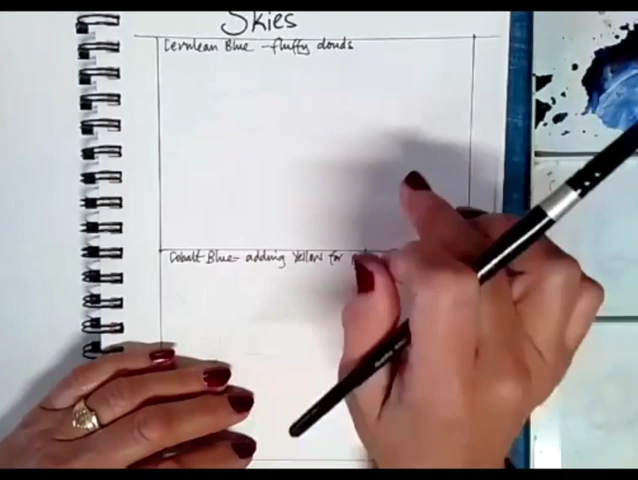 Skies
Cerulean Blue - fluffy clouds
Cobalt Blue - adding Yellow for